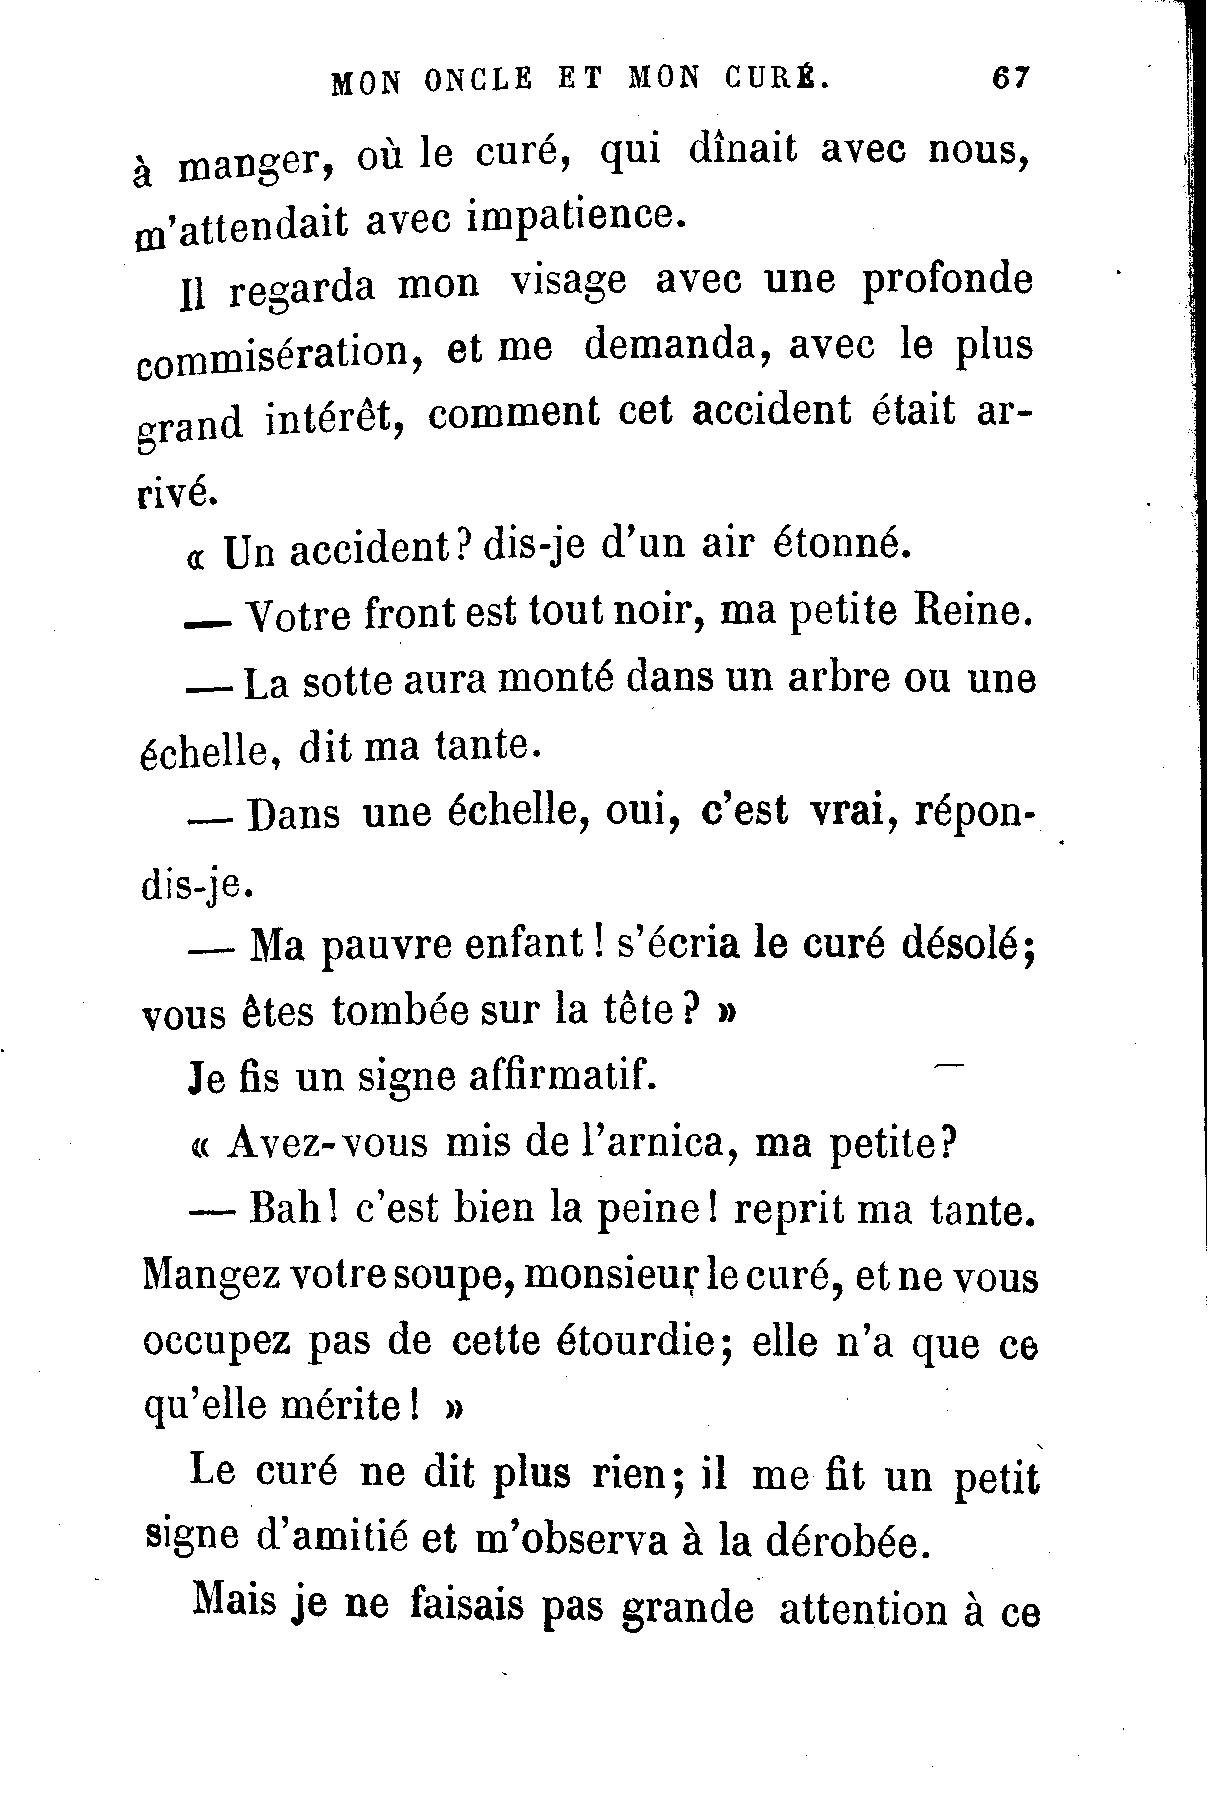 MON ONCLE ET MON CURÉ. 67
à manger, où le curé, qui dînait avec nous,
m'attendait avec impatience.
Il regarda mon visage avec une profonde
commisération, et me demanda, avec le plus
grand intérêt, comment cet accident était ar-
rivé.
« Un accident? dis-je d'un air étonné.
— Votre front est tout noir, ma petite Reine.
— La sotte aura monté dans un arbre ou une
échelle, dit ma tante.
— Dans une échelle, oui, c'est vrai, répon-
dis-je.
— Ma pauvre enfant ! s'écria le curé désolé;
vous êtes tombée sur la tête ? »
Je fis un signe affirmatif.
« Avez-vous mis de l'arnica, ma petite?
— Bah! c'est bien la peine! reprit ma tante.
Mangez votre soupe, monsieur le curé, et ne vous
occupez pas de cette étourdie; elle n'a que ce
qu'elle mérite ! »
Le curé ne dit plus rien; il me fit un petit
signe d'amitié et m'observa à la dérobée.
Mais je ne faisais pas grande attention à ce